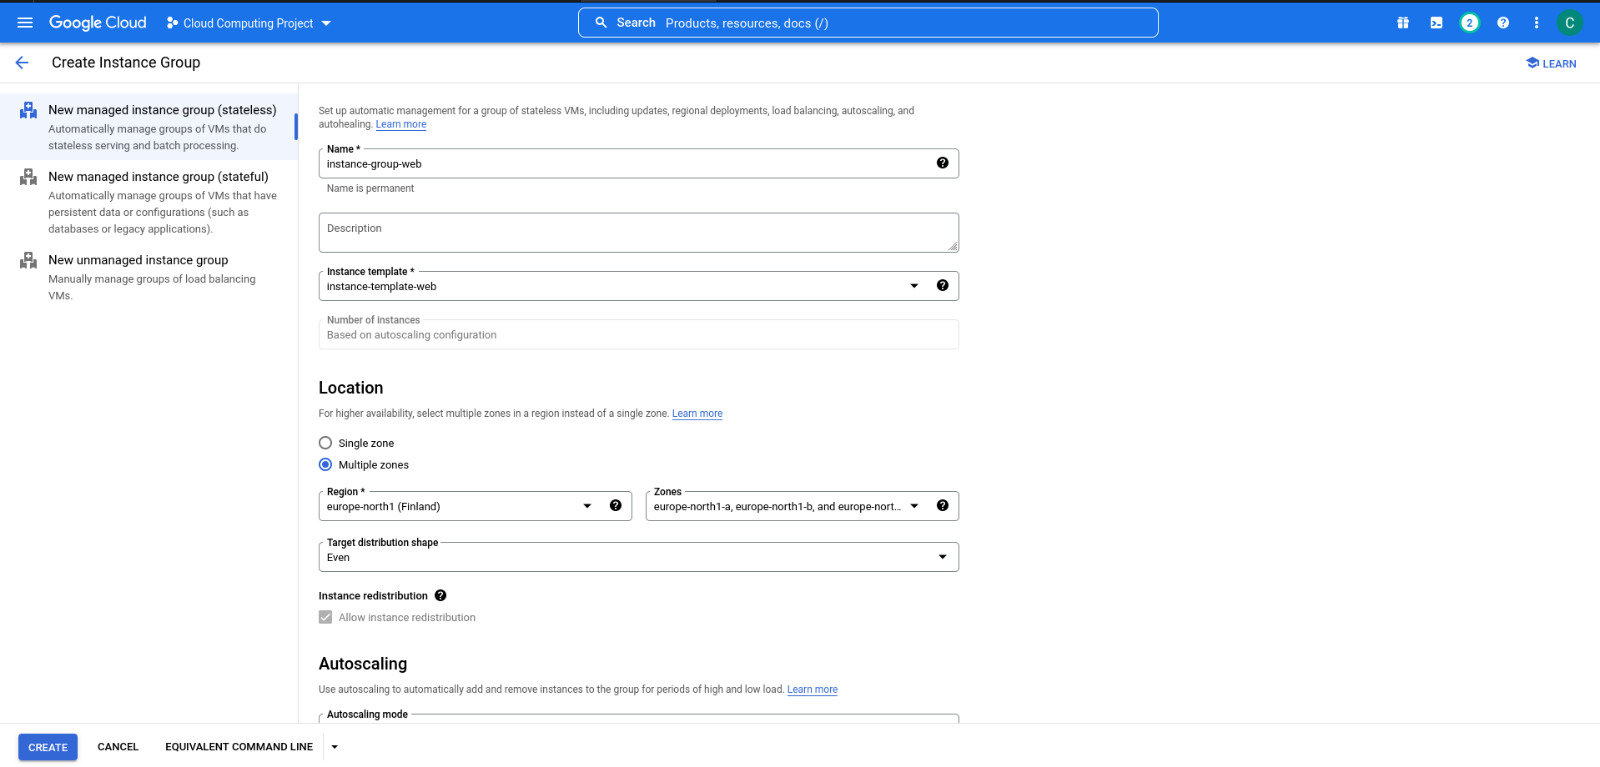 Google Cloud
Cloud Computing Project
Search Products, resources, docs (/)
2
C
Create Instance Group
LEARN
New managed instance group (stateless)
Automatically manage groups of VMs that do
stateless serving and batch processing.
New managed instance group (stateful)
Automatically manage groups of VMs that have
persistent data or configurations (such as
databases or legacy applications).
New unmanaged instance group
Manually manage groups of load balancing
VMs.
Set up automatic management for a group of stateless VMs, including updates, regional deployments, load balancing, autoscaling, and
autohealing. Learn more
Name *
instance-group-web
Name is permanent
Description
Instance template *
instance-template-web
Number of instances
Based on autoscaling configuration
Location
For higher availability, select multiple zones in a region instead of a single zone. Learn more
Single zone
Multiple zones
Region *
europe-north1 (Finland)
Zones
europe-north1-a, europe-north1-b, and europe-nort...
Target distribution shape
Even
Instance redistribution
Allow instance redistribution
Autoscaling
Use autoscaling to automatically add and remove instances to the group for periods of high and low load. Learn more
Autoscaling mode
CREATE
CANCEL
EQUIVALENT COMMAND LINE